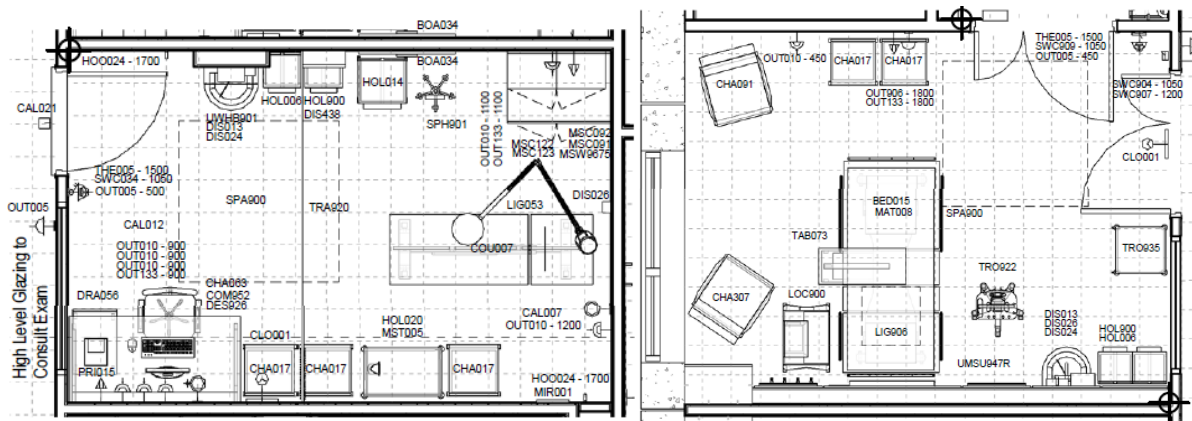 BOA034
HOO024 - 1700
BOA034
CAL021
HOL006
HOL900
DIS438
HOL014
UWHB901
DIS013
DIS024
SPH901
OUT010 - 1100
OUT133 - 1100
MSC092
MSC091
MSW9675
MSC122
MSC123
THE005 - 1500
SWC034 - 1050
OUT005 - 500
OUT005
SPA900
TRA920
LIG053
DIS026
CAL012
COU007
OUT010 - 900
OUT010 - 900
OUT010 - 900
OUT133 - 900
High Level Glazing to
Consult Exam
DRA056
CHA063
COM952
DES926
HOL020
MST005
CAL007
OUT010 - 1200
CLO001
PRI015
CHA017
CHA017
CHA017
HOO024 - 1700
MIR001
THE005 - 1500
SWC909 - 1050
OUT005 - 450
OUT010 - 450
CHA017
CHA017
CHA091
OUT906 - 1800
OUT133 - 1800
SWC904 - 1050
SWC907 - 1200
CLO001
BED015
MAT008
SPA900
TAB073
TRO935
TRO922
CHA307
LOC900
LIG906
DIS013
DIS026
DIS024
HOL900
HOL006
UMSU947R